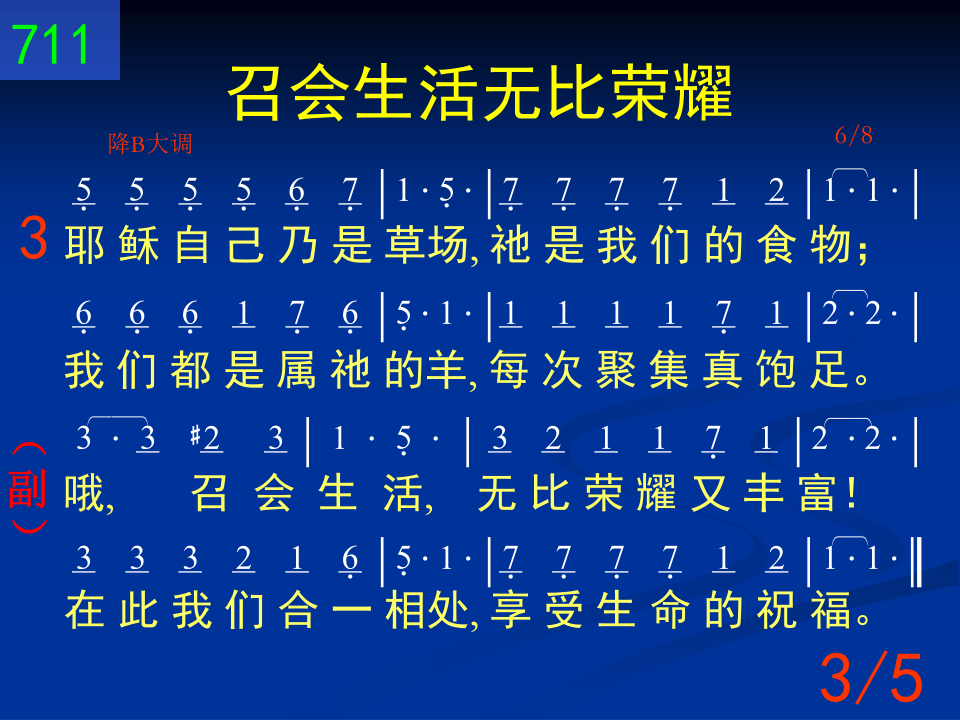 711
召会生活无比荣耀
降B大调 6/8
5 5 5 5 6 7 | 1 · 5 · | 7 7 7 7 1 2 | 1 · 1 · |
3 耶稣自己乃是草场, 祂是我们的食物；
6 6 6 1 7 6 | 5 · 1 · | 1 1 1 1 7 1 | 2 · 2 · |
我们都是属祂的羊, 每次聚集真饱足。
3 · 3 #2 3 | 1 · 5 · | 3 2 1 1 7 1 | 2 · 2 · |
（副） 哦, 召会生活, 无比荣耀又丰富！
3 3 3 2 1 6 | 5 · 1 · | 7 7 7 7 1 2 | 1 · 1 · ‖
在此我们合一相处, 享受生命的祝福。
3/5